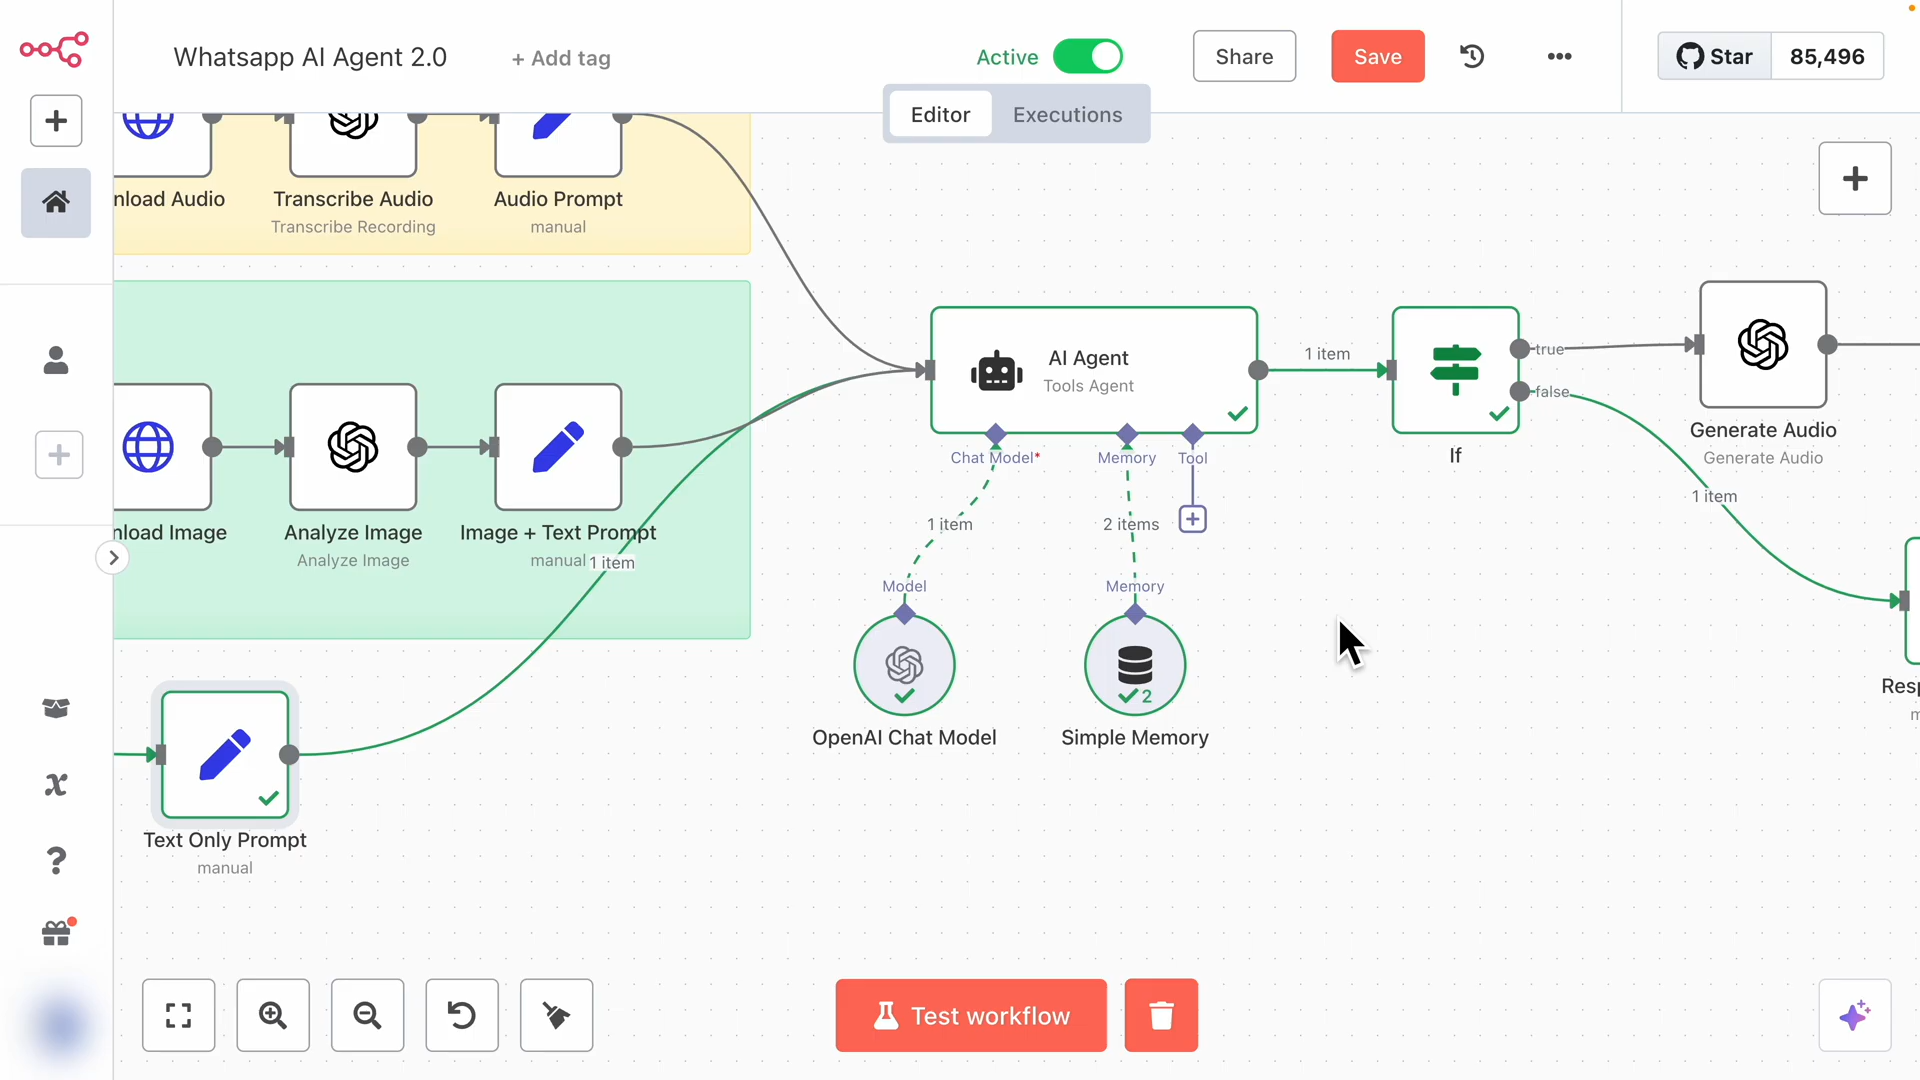 Whatsapp AI Agent 2.0
+ Add tag
Active
Share
Save
Star
85,496
Editor
Executions
nload Audio
Transcribe Audio
Transcribe Recording
Audio Prompt
manual
nload Image
Analyze Image
Analyze Image
Image + Text Prompt
manual
1 item
AI Agent
Tools Agent
Chat Model*
Memory
Tool
1 item
2 items
Model
Memory
OpenAI Chat Model
2
Simple Memory
1 item
true
false
If
Generate Audio
Generate Audio
1 item
Resp
m
Text Only Prompt
manual
Test workflow